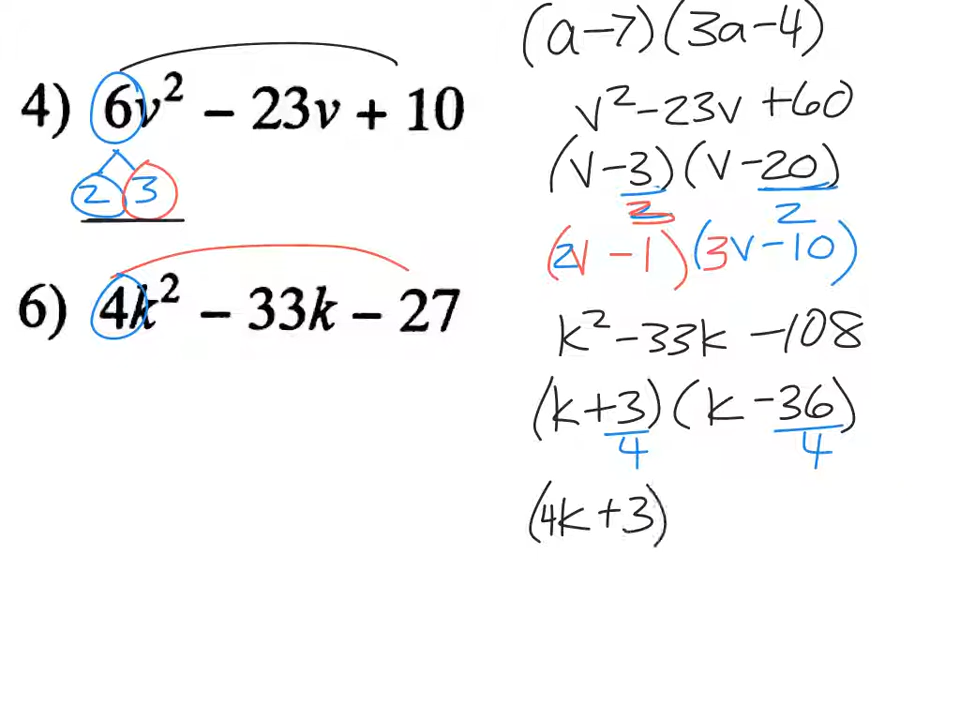 (a-7)(3a-4)
4) 6v² - 23v + 10
v² - 23v + 60
2 3
(v - 3)(v - 20)
2 2
(2v - 1)(3v - 10)
6) 4k² - 33k - 27
k² - 33k - 108
(k + 3)(k - 36)
4 4
(4k + 3)